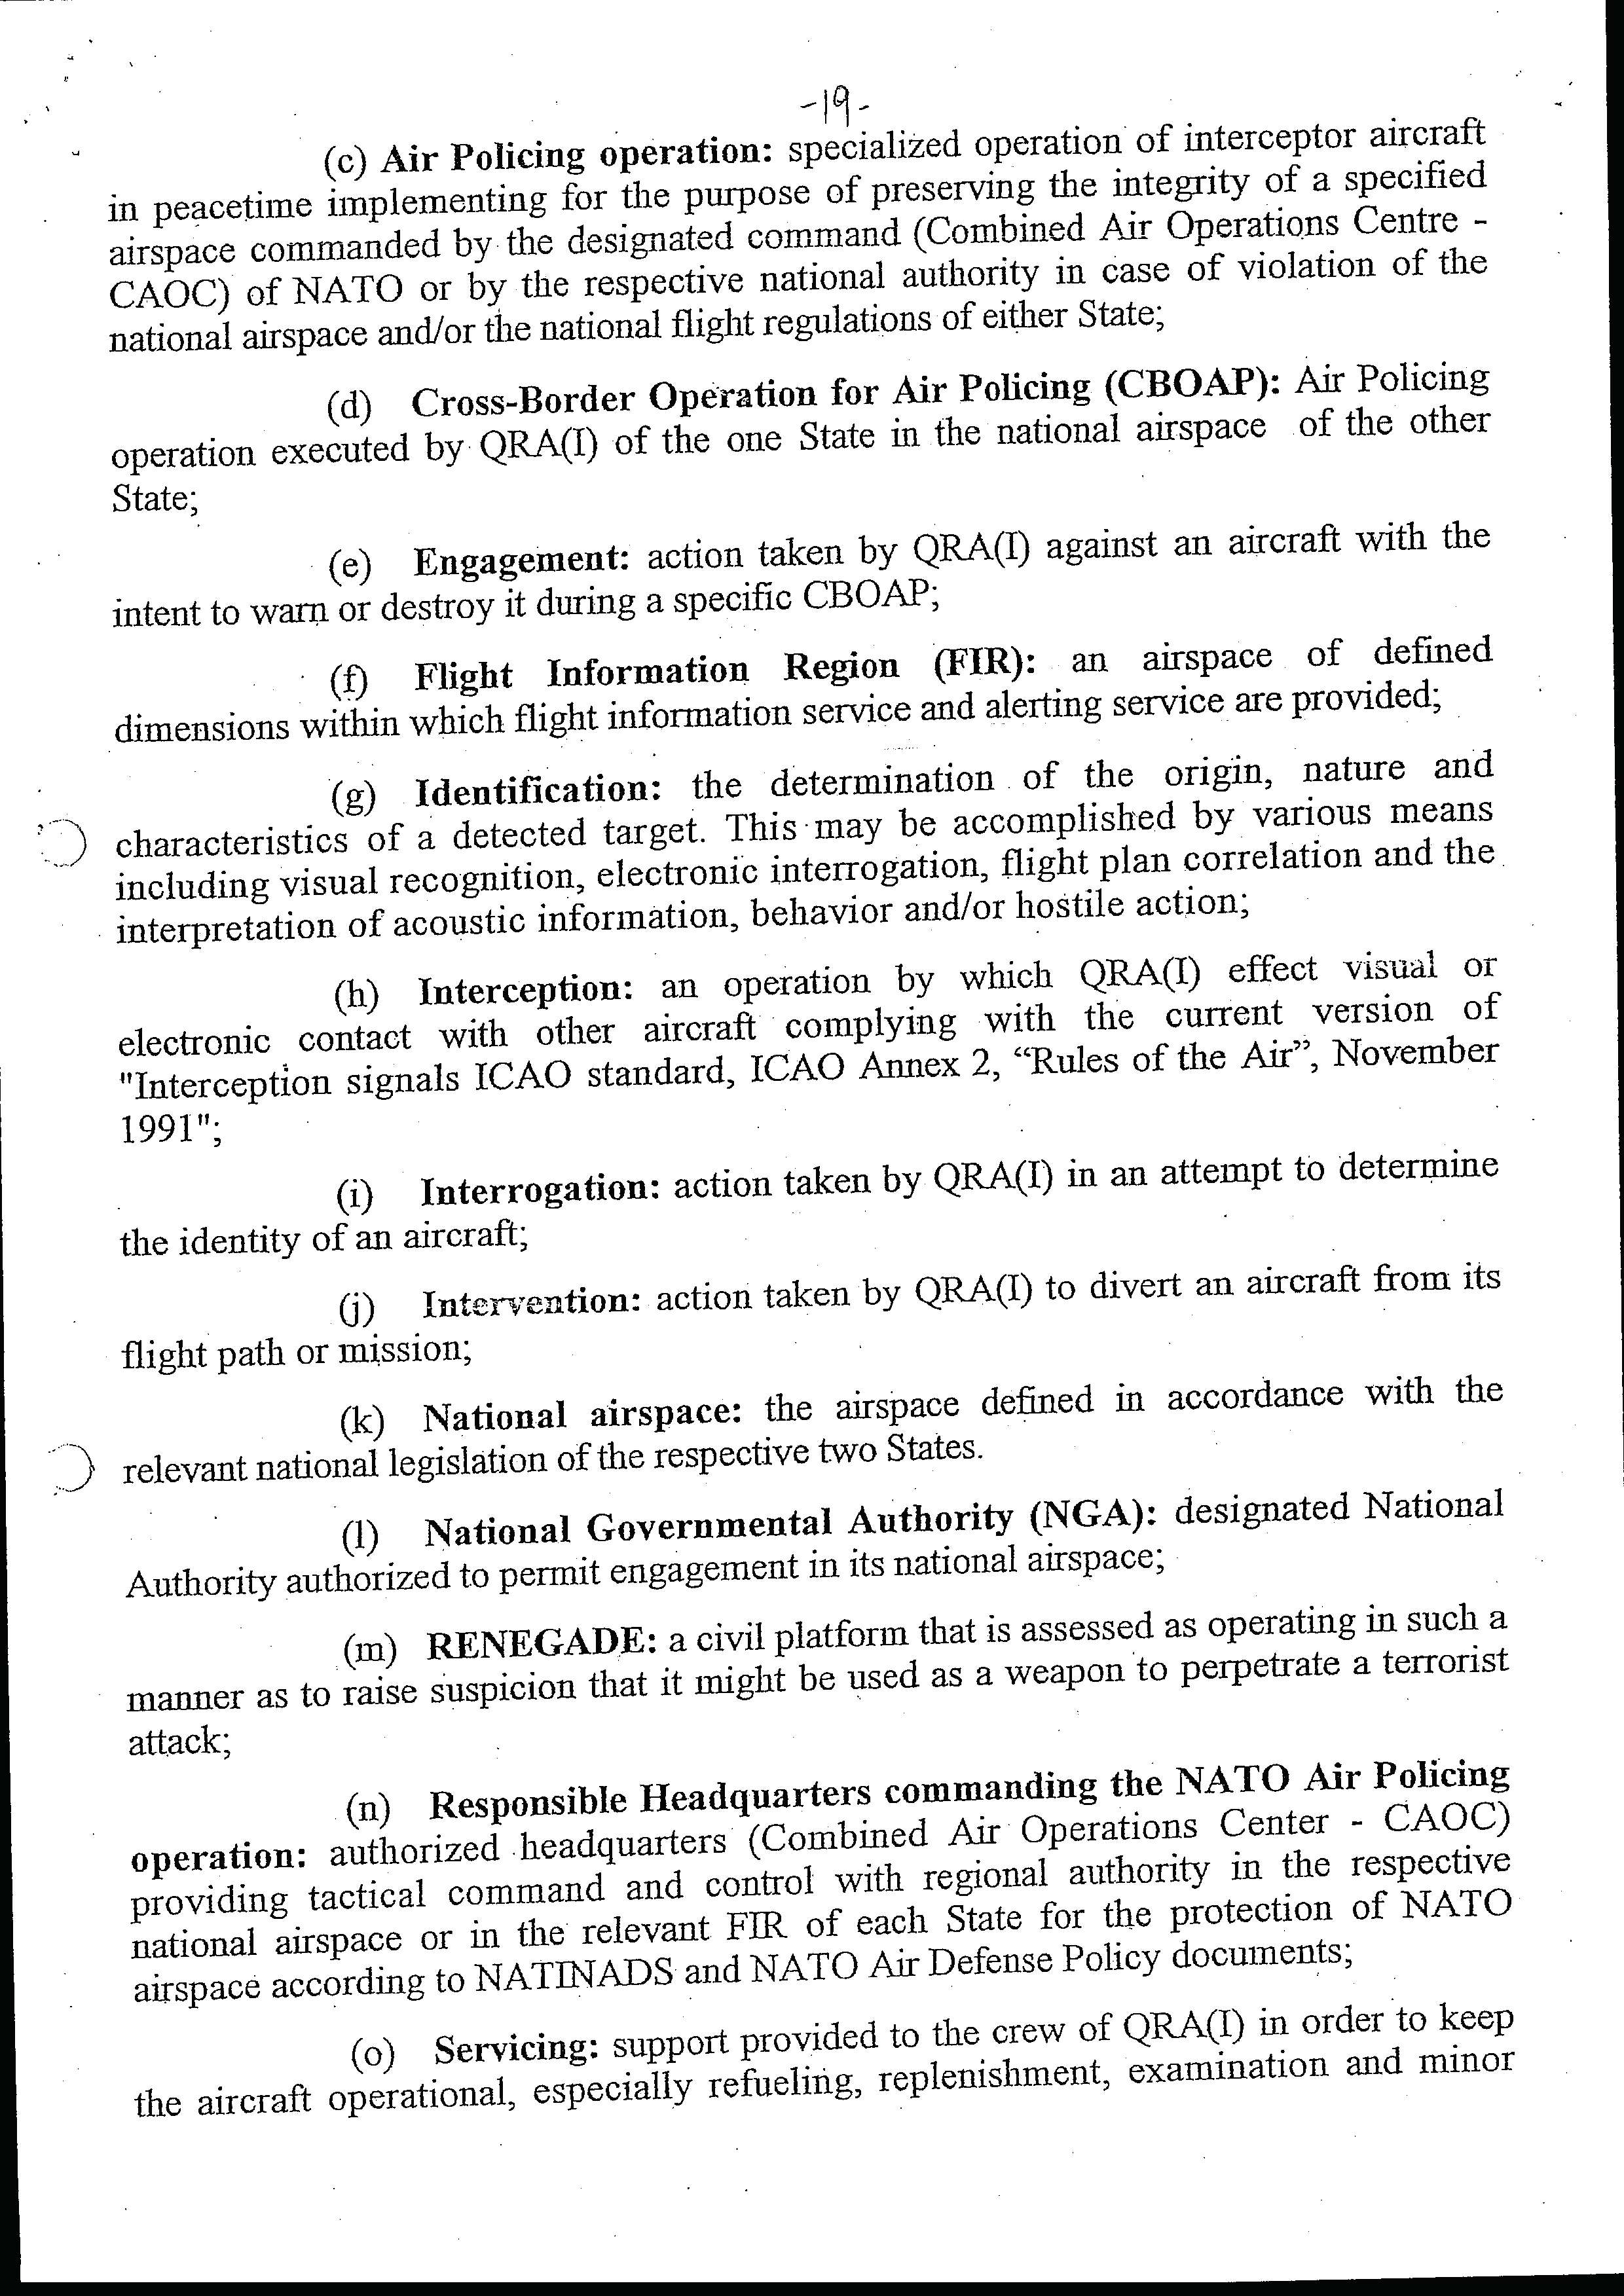 -19-
(c) Air Policing operation: specialized operation of interceptor aircraft
in peacetime implementing for the purpose of preserving the integrity of a specified
airspace commanded by the designated command (Combined Air Operations Centre -
CAOC) of NATO or by the respective national authority in case of violation of the
national airspace and/or the national flight regulations of either State;
(d) Cross-Border Operation for Air Policing (CBOAP): Air Policing
operation executed by QRA(I) of the one State in the national airspace of the other
State;
(e) Engagement: action taken by QRA(I) against an aircraft with the
intent to warn or destroy it during a specific CBOAP;
(f) Flight Information Region (FIR): an airspace of defined
dimensions within which flight information service and alerting service are provided;
(g) Identification: the determination of the origin, nature and
characteristics of a detected target. This may be accomplished by various means
including visual recognition, electronic interrogation, flight plan correlation and the
interpretation of acoustic information, behavior and/or hostile action;
(h) Interception: an operation by which QRA(I) effect visual or
electronic contact with other aircraft complying with the current version of
"Interception signals ICAO standard, ICAO Annex 2, “Rules of the Air”, November
1991";
(i) Interrogation: action taken by QRA(I) in an attempt to determine
the identity of an aircraft;
(j) Intervention: action taken by QRA(I) to divert an aircraft from its
flight path or mission;
(k) National airspace: the airspace defined in accordance with the
relevant national legislation of the respective two States.
(l) National Governmental Authority (NGA): designated National
Authority authorized to permit engagement in its national airspace;
(m) RENEGADE: a civil platform that is assessed as operating in such a
manner as to raise suspicion that it might be used as a weapon to perpetrate a terrorist
attack;
(n) Responsible Headquarters commanding the NATO Air Policing
operation: authorized headquarters (Combined Air Operations Center - CAOC)
providing tactical command and control with regional authority in the respective
national airspace or in the relevant FIR of each State for the protection of NATO
airspace according to NATINADS and NATO Air Defense Policy documents;
(o) Servicing: support provided to the crew of QRA(I) in order to keep
the aircraft operational, especially refueling, replenishment, examination and minor